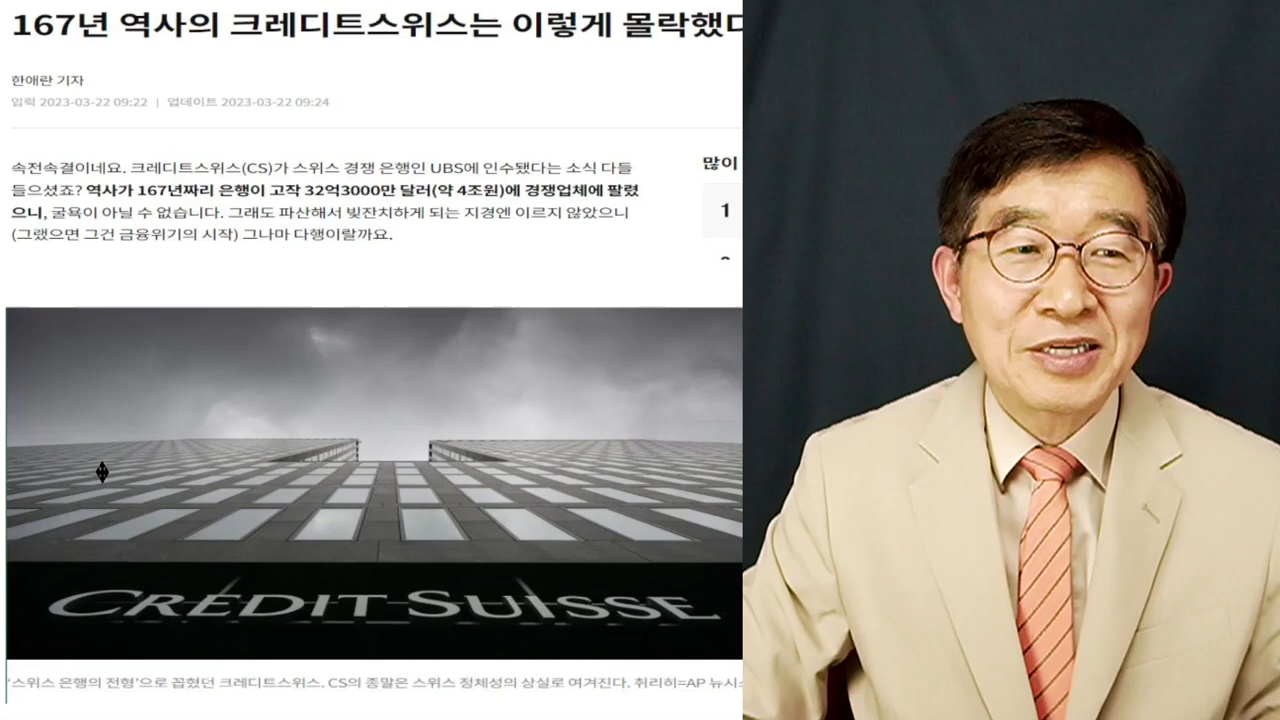 167년 역사의 크레디트스위스는 이렇게 몰락했다
한애란 기자
입력 2023-03-22 09:22 | 업데이트 2023-03-22 09:24
속전속결이네요. 크레디트스위스(CS)가 스위스 경쟁 은행인 UBS에 인수됐다는 소식 다들
들으셨죠? 역사가 167년짜리 은행이 고작 32억3000만 달러(약 4조원)에 경쟁업체에 팔렸
으니, 굴욕이 아닐 수 없습니다. 그래도 파산해서 빚잔치하게 되는 지경엔 이르지 않았으니
(그랬으면 그건 금융위기의 시작) 그나마 다행이랄까요.
많이
1
CREDIT SUISSE
‘스위스 은행의 전형’으로 꼽혔던 크레디트스위스. CS의 종말은 스위스 정체성의 상실로 여겨진다. 취리히=AP 뉴시스